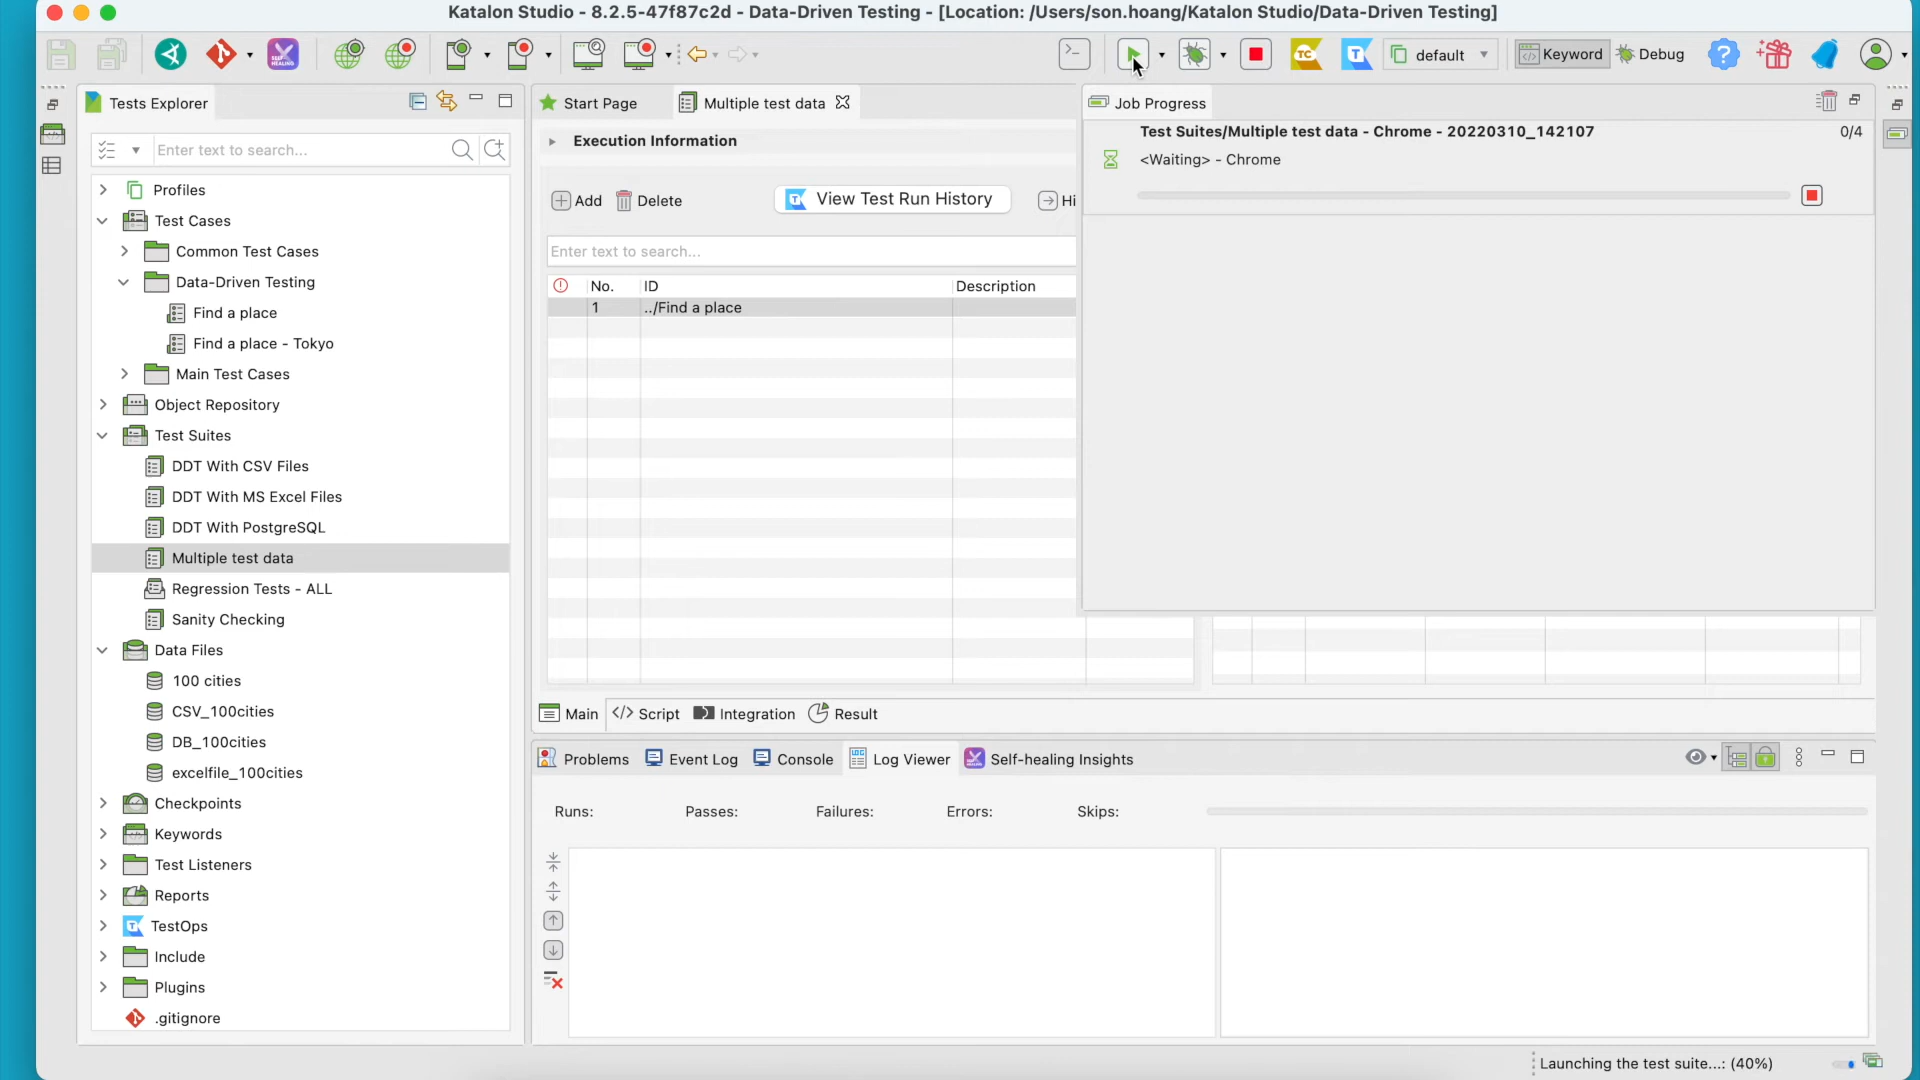 Katalon Studio - 8.2.5-47f87c2d - Data-Driven Testing - [Location: /Users/son.hoang/Katalon Studio/Data-Driven Testing]
SELF HEALING
TC
default
Keyword
Debug
Tests Explorer
Start Page
Multiple test data
Job Progress
Enter text to search...
Execution Information
Test Suites/Multiple test data - Chrome - 20220310_142107
0/4
<Waiting> - Chrome
Profiles
Test Cases
Common Test Cases
Data-Driven Testing
Find a place
Find a place - Tokyo
Main Test Cases
Object Repository
Test Suites
DDT With CSV Files
DDT With MS Excel Files
DDT With PostgreSQL
Multiple test data
Regression Tests - ALL
Sanity Checking
Data Files
100 cities
CSV_100cities
DB_100cities
excelfile_100cities
Checkpoints
Keywords
Test Listeners
Reports
TestOps
Include
Plugins
.gitignore
Add
Delete
View Test Run History
Hi
Enter text to search...
No. ID Description
1 ../Find a place
Main
Script
Integration
Result
Problems
Event Log
Console
Log Viewer
Self-healing Insights
Runs: Passes: Failures: Errors: Skips:
Launching the test suite...: (40%)